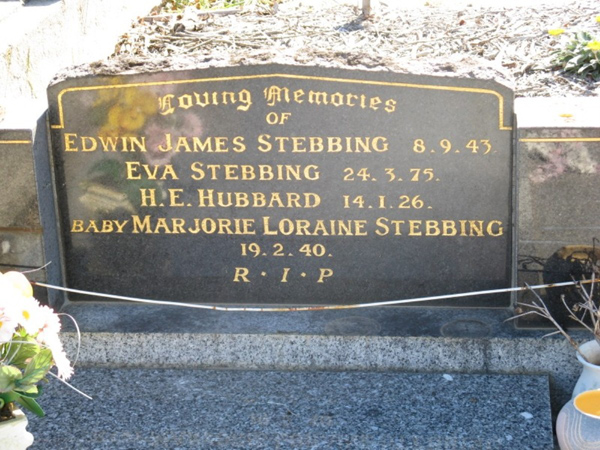 Loving Memories
OF
EDWIN JAMES STEBBING 8.9.43
EVA STEBBING 24.3.75.
H.E. HUBBARD 14.1.26.
BABY MARJORIE LORAINE STEBBING
19.2.40.
R·I·P